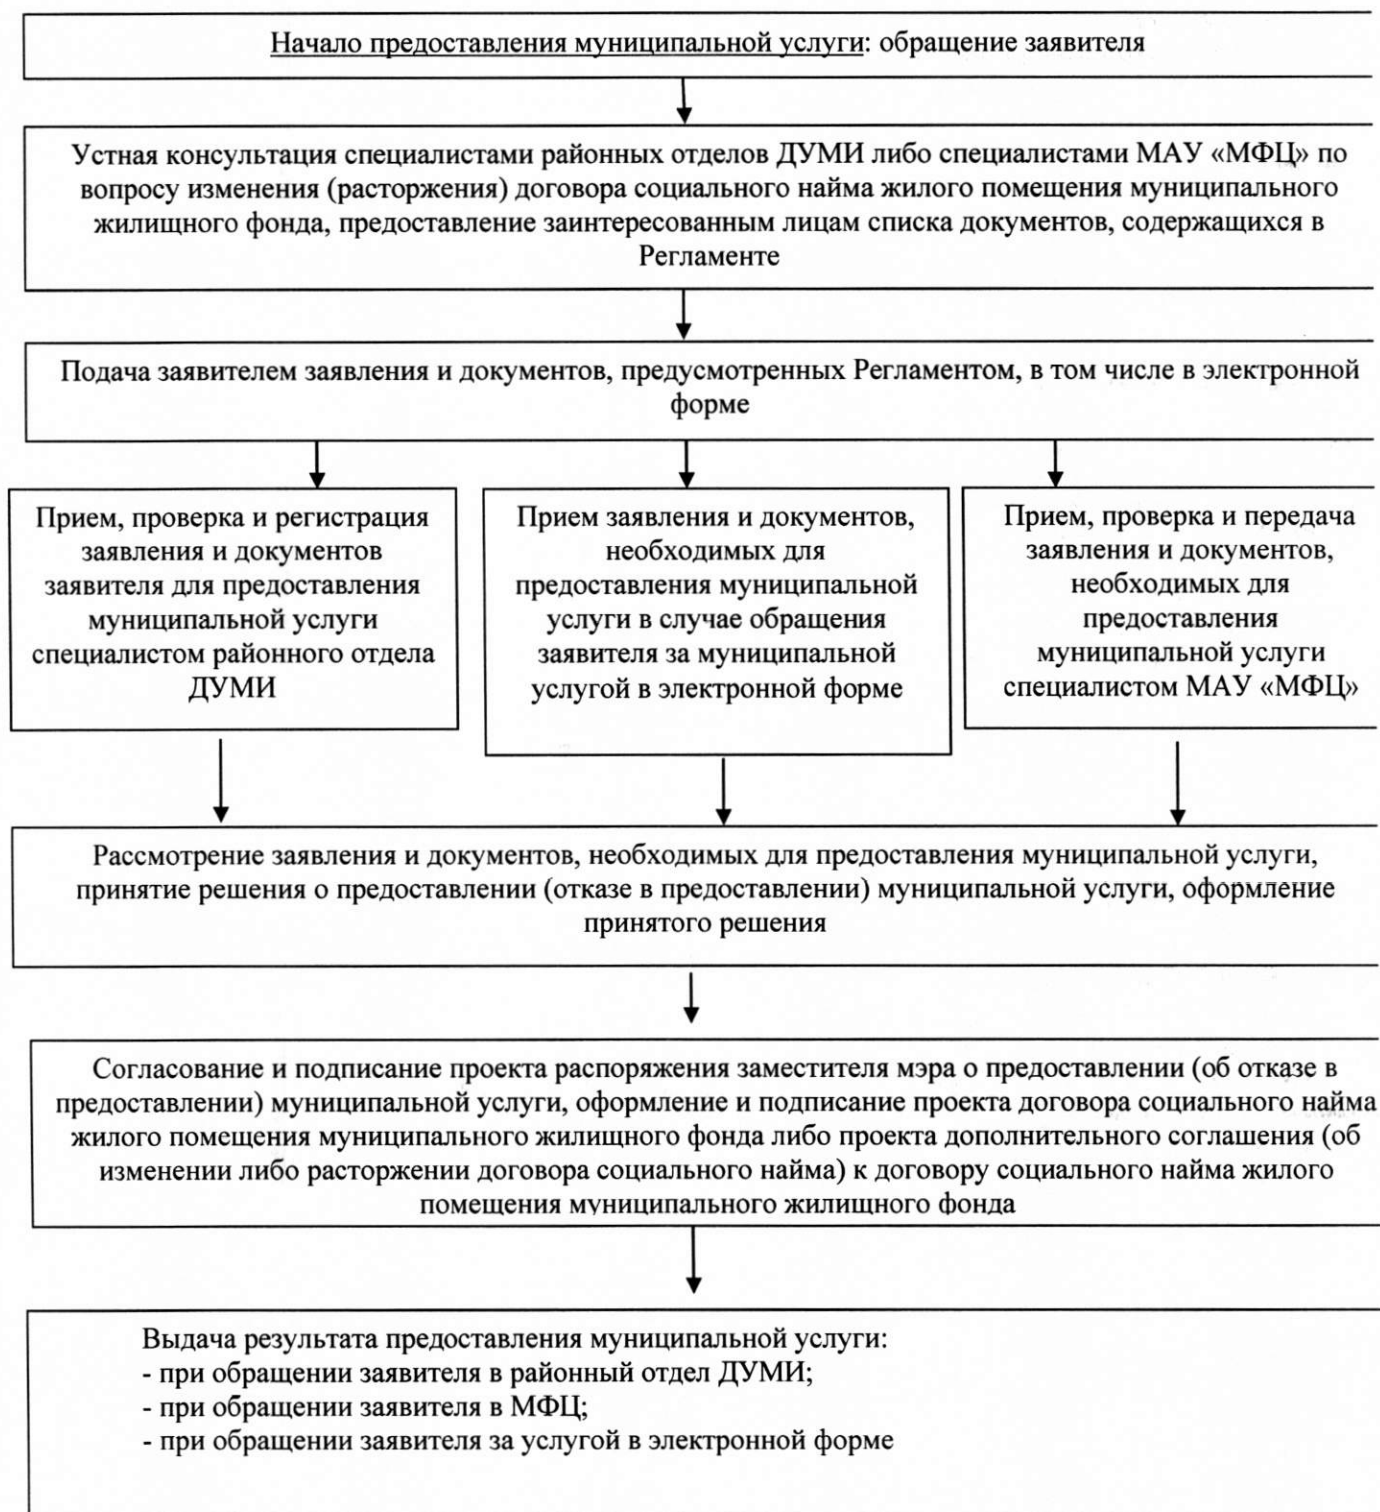 Начало предоставления муниципальной услуги: обращение заявителя
Устная консультация специалистами районных отделов ДУМИ либо специалистами МАУ «МФЦ» по
вопросу изменения (расторжения) договора социального найма жилого помещения муниципального
жилищного фонда, предоставление заинтересованным лицам списка документов, содержащихся в
Регламенте
Подача заявителем заявления и документов, предусмотренных Регламентом, в том числе в электронной
форме
Прием, проверка и регистрация
заявления и документов
заявителя для предоставления
муниципальной услуги
специалистом районного отдела
ДУМИ
Прием заявления и документов,
необходимых для
предоставления муниципальной
услуги в случае обращения
заявителя за муниципальной
услугой в электронной форме
Прием, проверка и передача
заявления и документов,
необходимых для
предоставления
муниципальной услуги
специалистом МАУ «МФЦ»
Рассмотрение заявления и документов, необходимых для предоставления муниципальной услуги,
принятие решения о предоставлении (отказе в предоставлении) муниципальной услуги, оформление
принятого решения
Согласование и подписание проекта распоряжения заместителя мэра о предоставлении (об отказе в
предоставлении) муниципальной услуги, оформление и подписание проекта договора социального найма
жилого помещения муниципального жилищного фонда либо проекта дополнительного соглашения (об
изменении либо расторжении договора социального найма) к договору социального найма жилого
помещения муниципального жилищного фонда
Выдача результата предоставления муниципальной услуги:
- при обращении заявителя в районный отдел ДУМИ;
- при обращении заявителя в МФЦ;
- при обращении заявителя за услугой в электронной форме